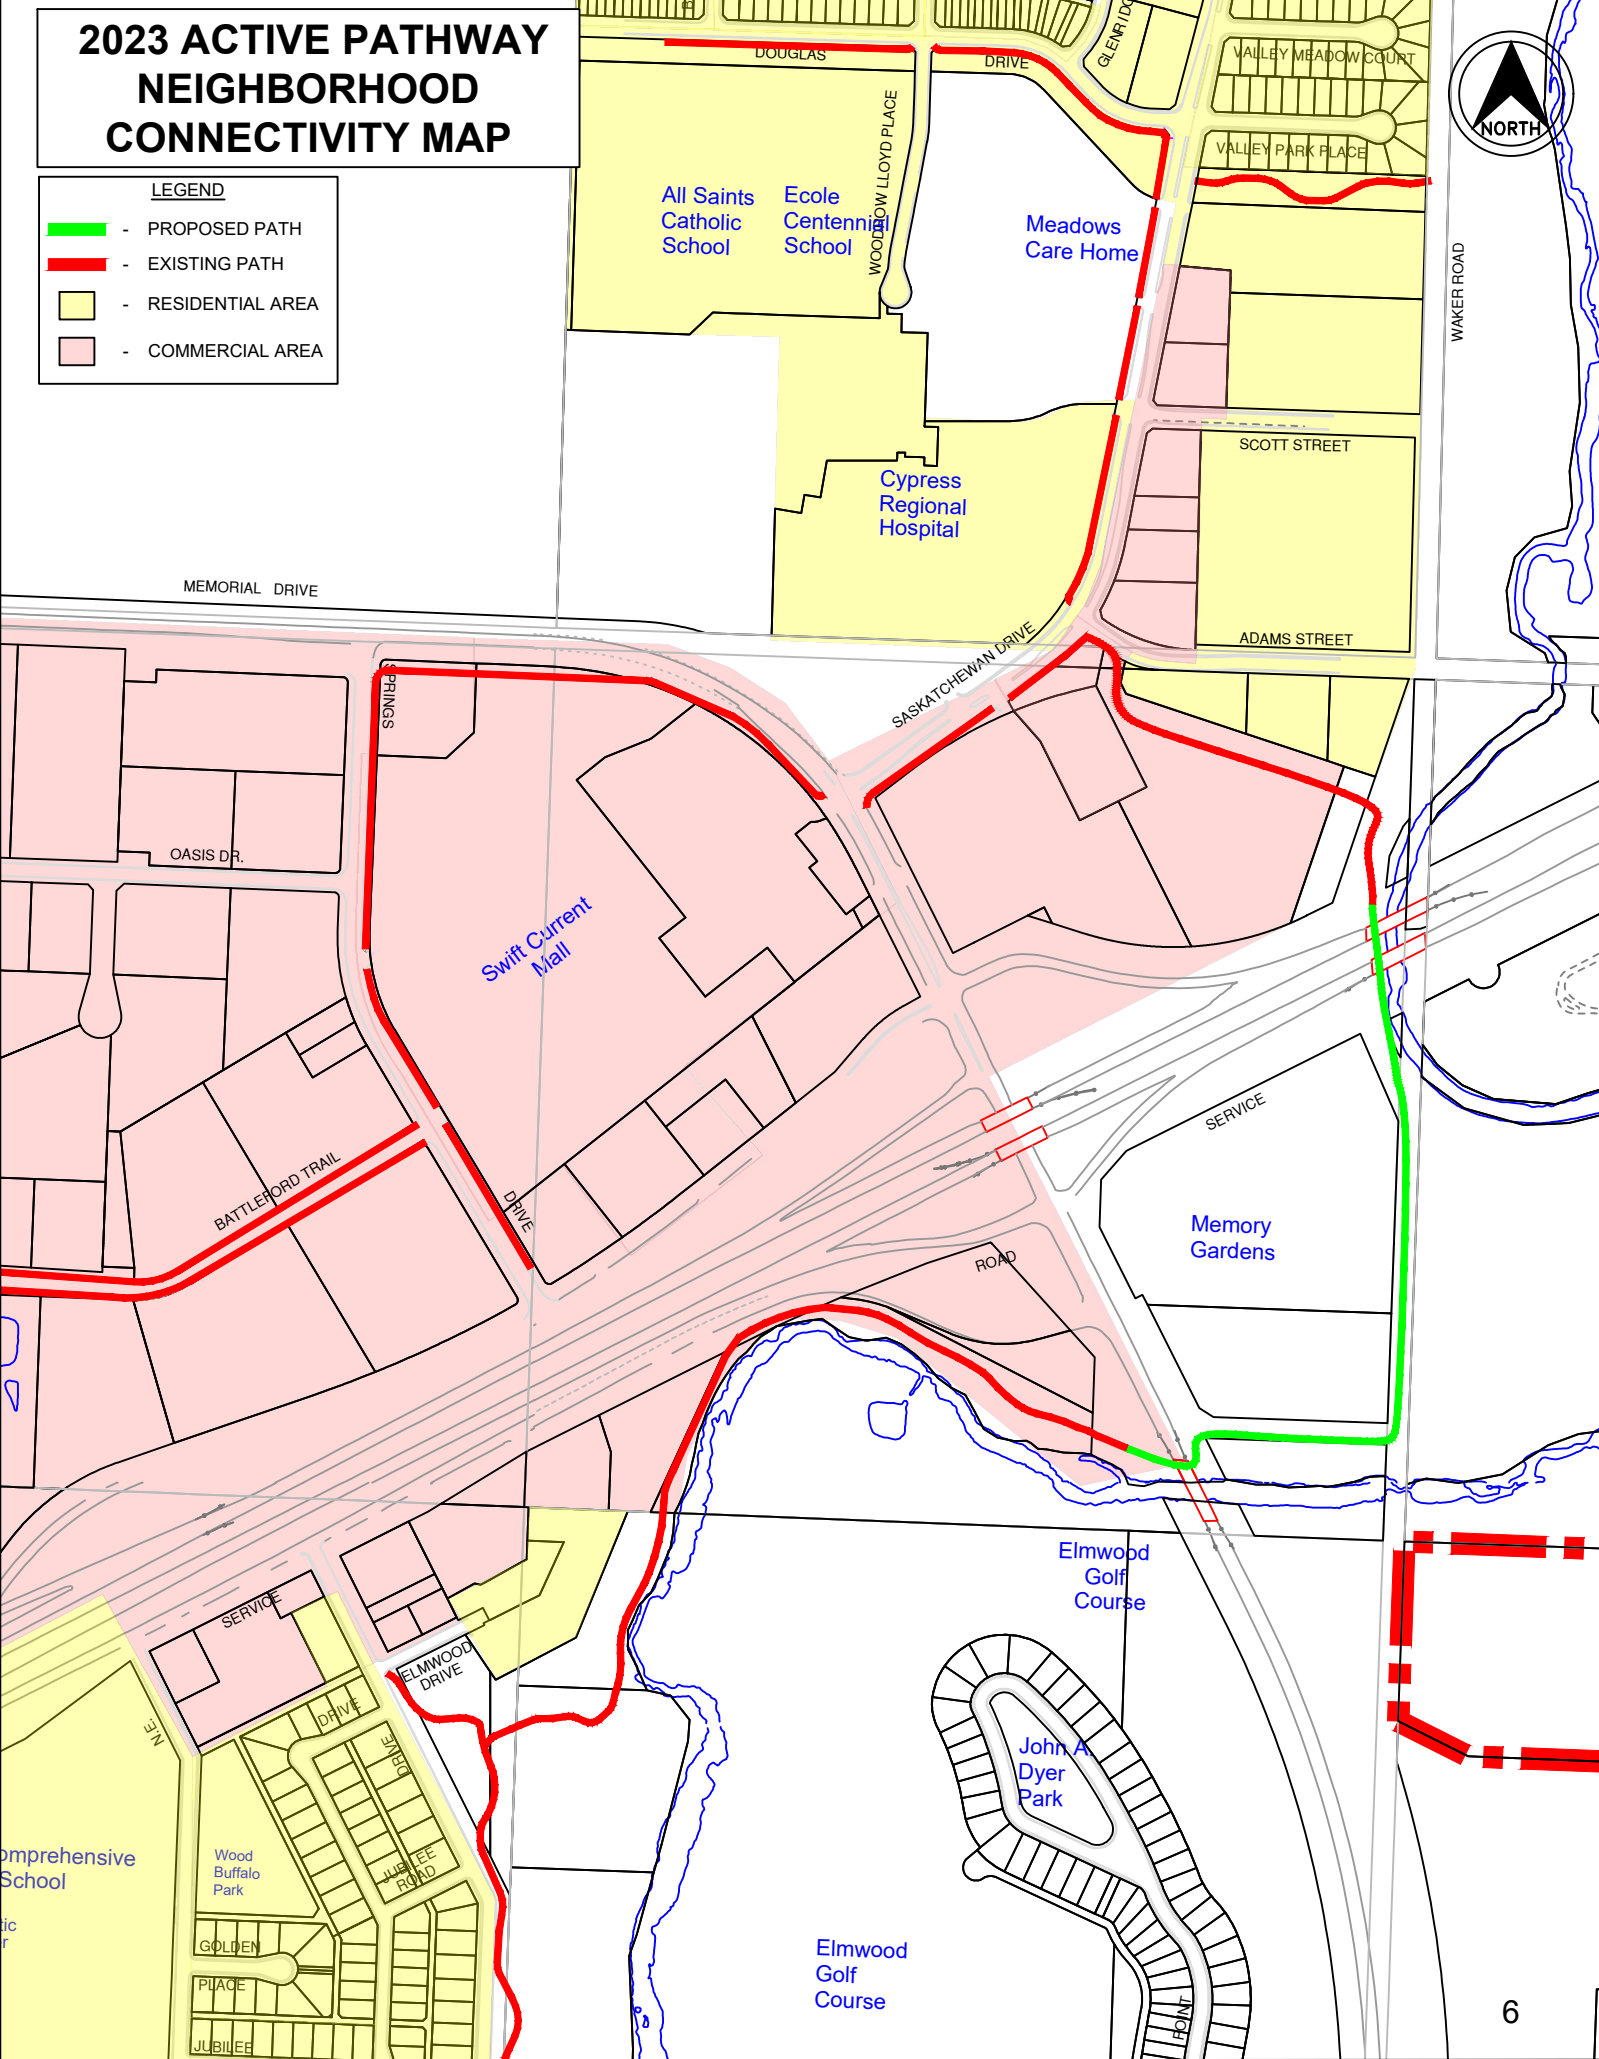 2023 ACTIVE PATHWAY
NEIGHBORHOOD
CONNECTIVITY MAP
LEGEND
- PROPOSED PATH
- EXISTING PATH
- RESIDENTIAL AREA
- COMMERCIAL AREA
NORTH
DOUGLAS
DRIVE
VALLEY MEADOW COURT
VALLEY PARK PLACE
WOODROW LLOYD PLACE
All Saints
Catholic
School
Ecole
Centennial
School
Meadows
Care Home
WAKER ROAD
SCOTT STREET
Cypress
Regional
Hospital
MEMORIAL DRIVE
ADAMS STREET
SASKATCHEWAN DRIVE
SPRINGS
OASIS DR.
Swift Current
Mall
SERVICE
BATTLEFORD TRAIL
DRIVE
Memory
Gardens
ROAD
Elmwood
Golf
Course
SERVICE
ELMWOOD
DRIVE
N.E.
DRIVE
DRIVE
John A.
Dyer
Park
omprehensive
School
Wood
Buffalo
Park
JUBILEE
ROAD
tic
r
GOLDEN
PLACE
Elmwood
Golf
Course
POINT
JUBILEE
6